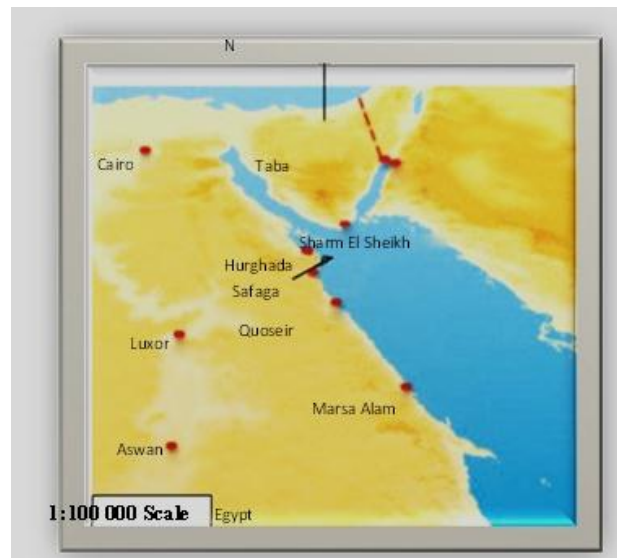 N
Cairo
Taba
Sharm El Sheikh
Hurghada
Safaga
Quoseir
Luxor
Marsa Alam
Aswan
1:100 000 Scale
Egypt